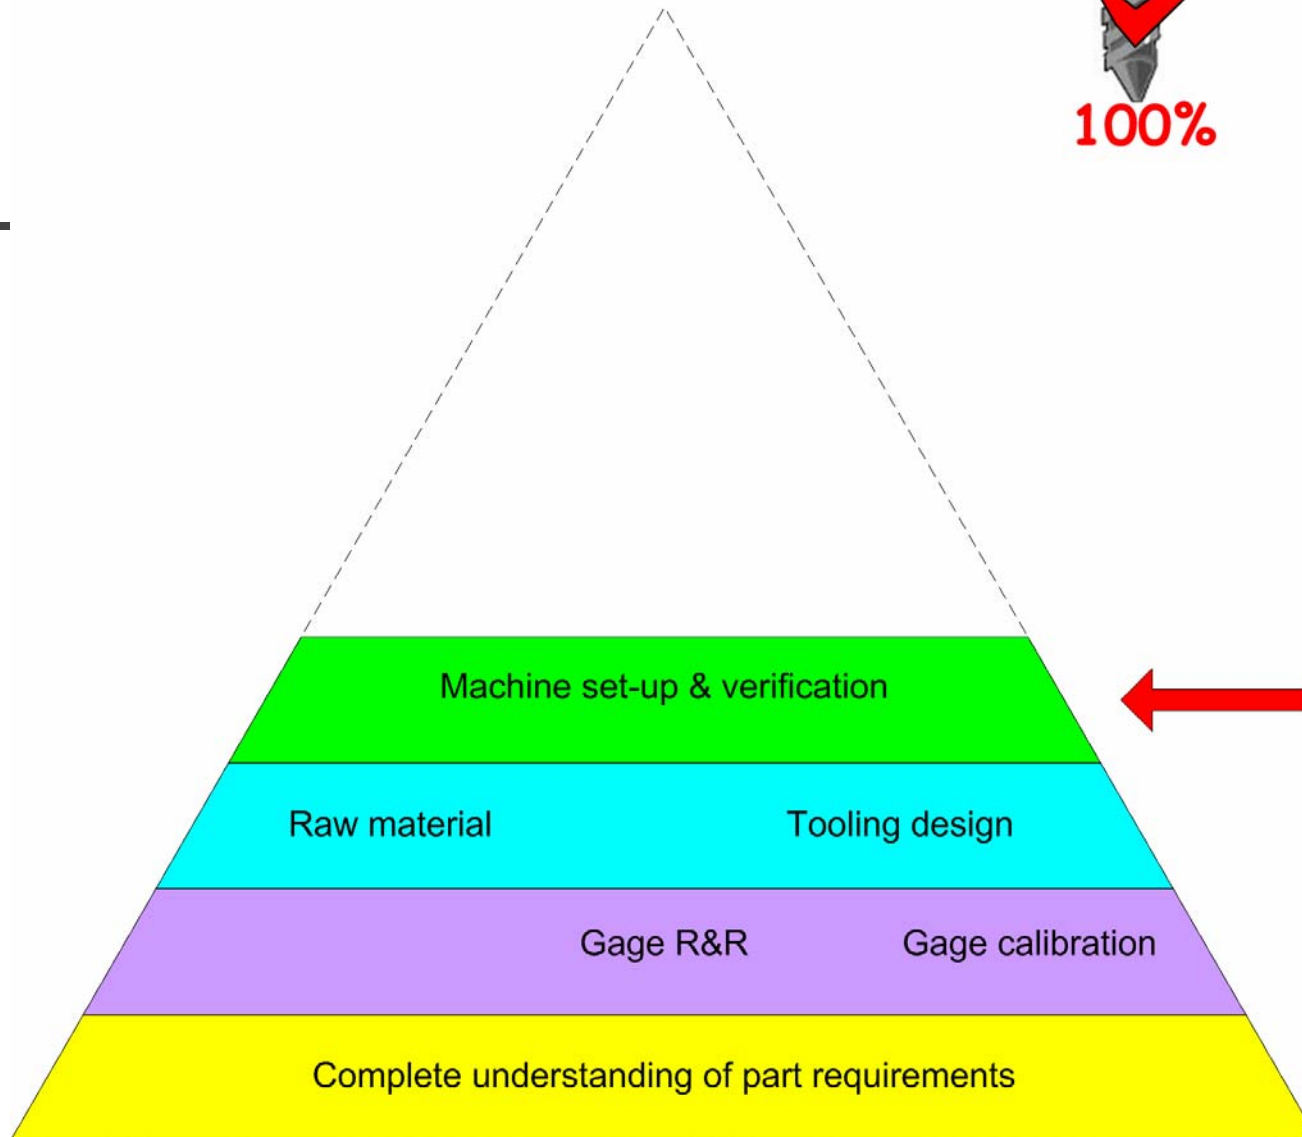 100%
Machine set-up & verification
Raw material Tooling design
Gage R&R Gage calibration
Complete understanding of part requirements